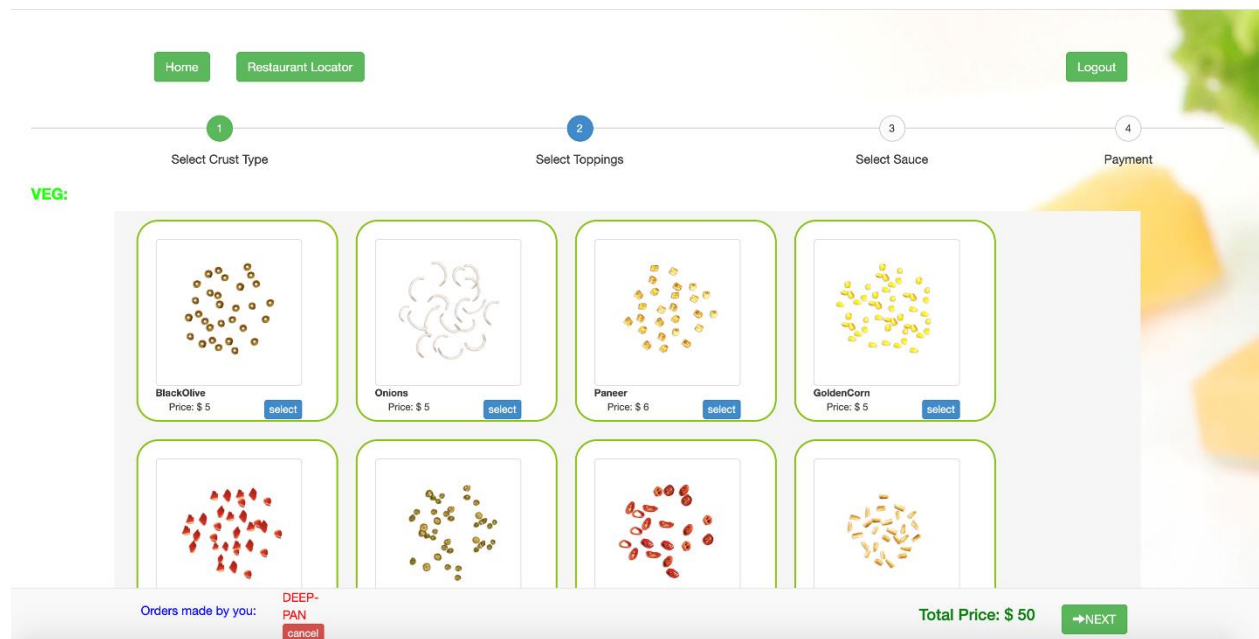 Home Restaurant Locator Logout
1 2 3 4
Select Crust Type Select Toppings Select Sauce Payment
VEG:
BlackOlive Onions Paneer GoldenCorn
Price: $ 5 select Price: $ 5 select Price: $ 6 select Price: $ 5 select
Orders made by you: DEEP-
PAN
cancel
Total Price: $ 50 ➔NEXT